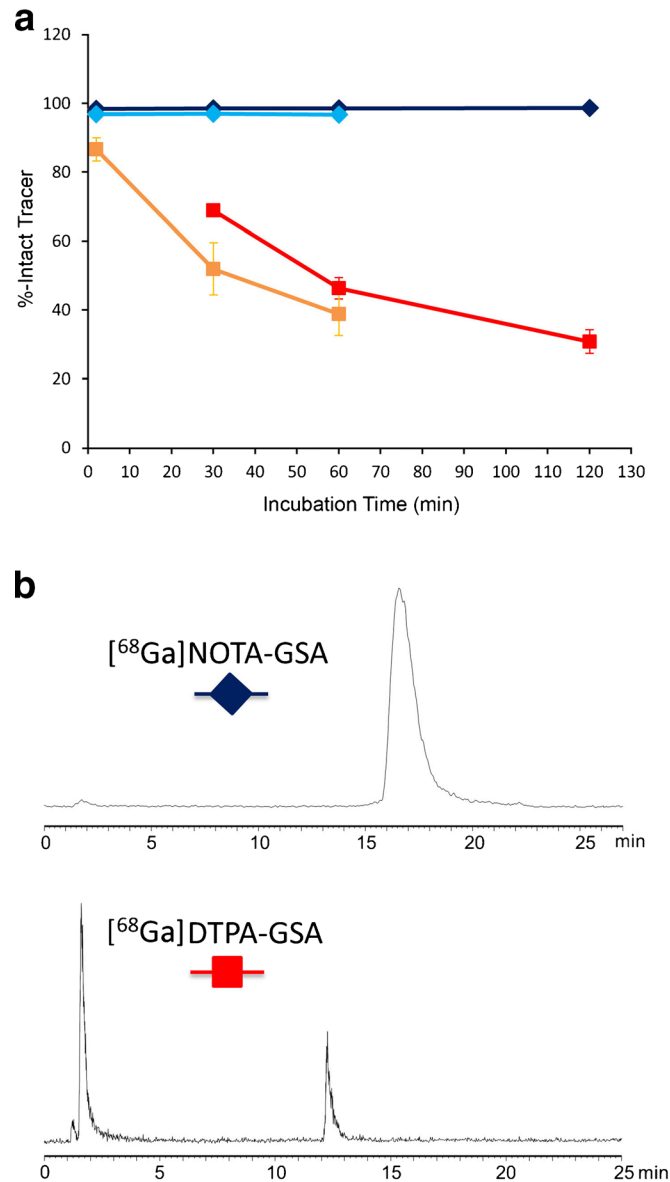 a
120
100
80
60
40
20
0
%-Intact Tracer
0 10 20 30 40 50 60 70 80 90 100 110 120 130
Incubation Time (min)
b
[⁶⁸Ga]NOTA-GSA
0 5 10 15 20 25 min
[⁶⁸Ga]DTPA-GSA
0 5 10 15 20 25 min